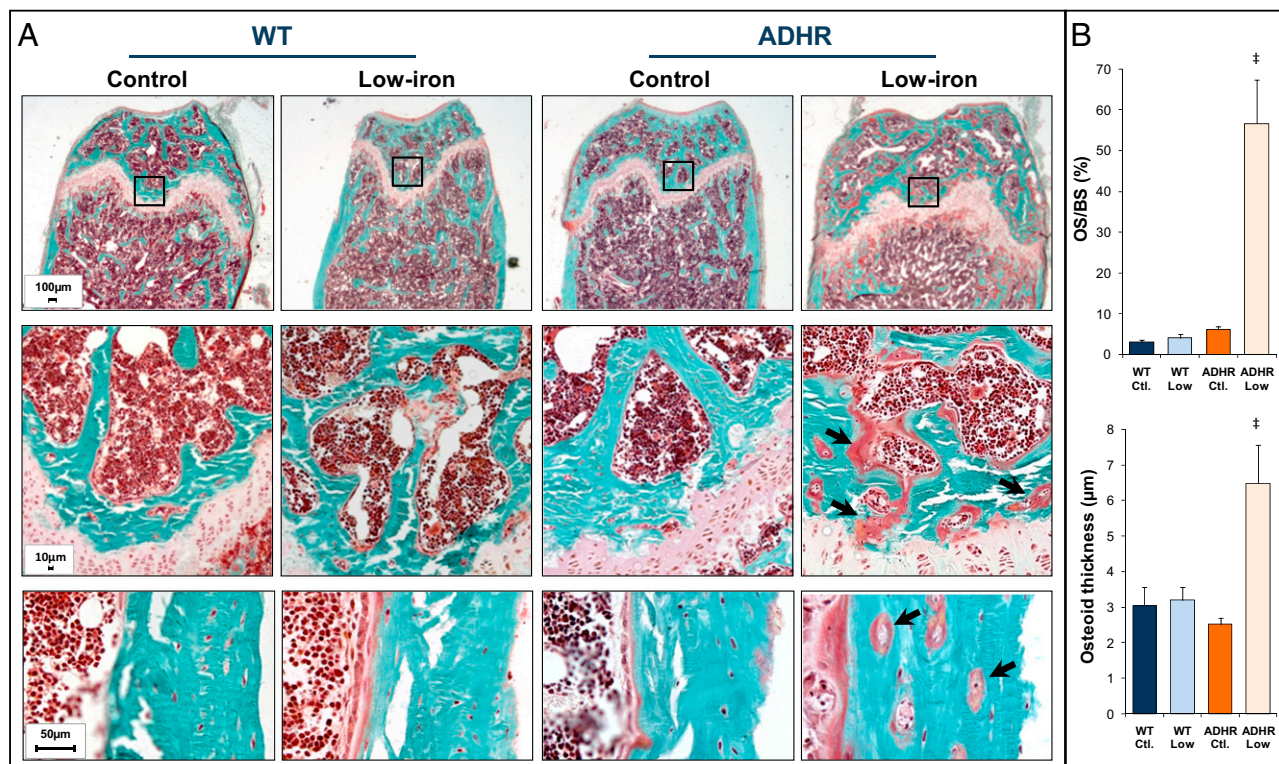 A
WT
ADHR
Control
Low-iron
Control
Low-iron
100µm
10µm
50µm
B
‡
OS/BS (%)
70
60
50
40
30
20
10
0
WT Ctl.
WT Low
ADHR Ctl.
ADHR Low
‡
Osteoid thickness (µm)
8
7
6
5
4
3
2
1
0
WT Ctl.
WT Low
ADHR Ctl.
ADHR Low